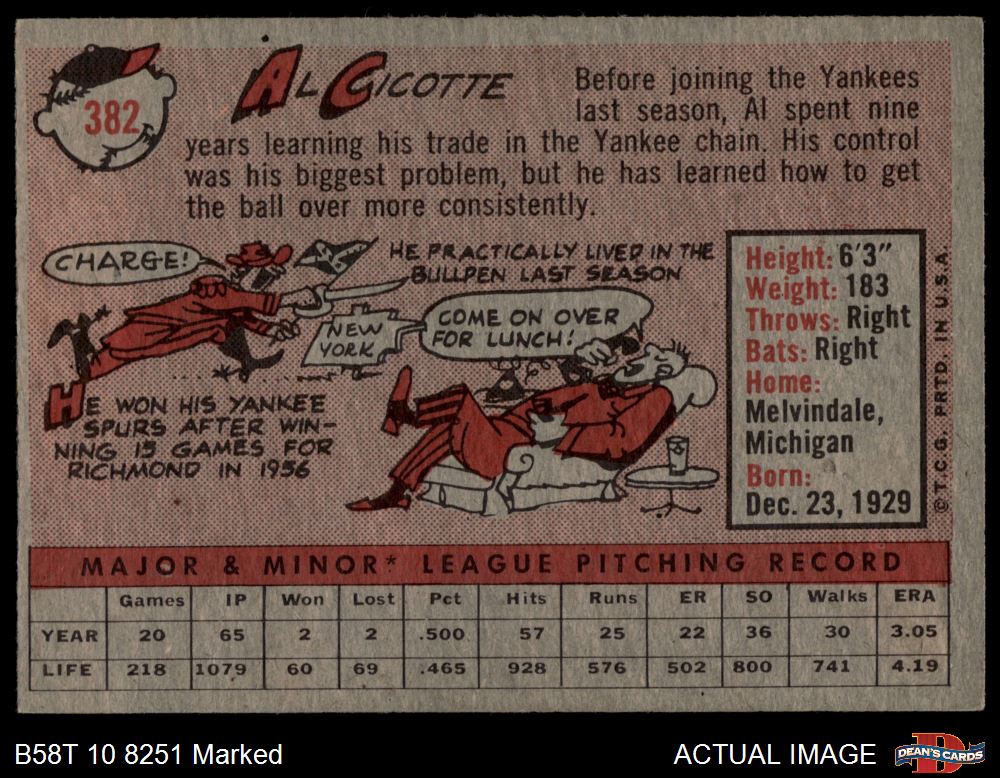 382
AL CICOTTE
Before joining the Yankees
last season, Al spent nine
years learning his trade in the Yankee chain. His control
was his biggest problem, but he has learned how to get
the ball over more consistently.
CHARGE!
NEW
YORK
HE WON HIS YANKEE
SPURS AFTER WIN-
NING 15 GAMES FOR
RICHMOND IN 1956
HE PRACTICALLY LIVED IN THE
BULLPEN LAST SEASON
COME ON OVER
FOR LUNCH!
Height: 6'3"
Weight: 183
Throws: Right
Bats: Right
Home:
Melvindale,
Michigan
Born:
Dec. 23, 1929
© T.C.G. PRTD. IN U.S.A.
MAJOR & MINOR* LEAGUE PITCHING RECORD
Games IP Won Lost Pct Hits Runs ER SO Walks ERA
YEAR 20 65 2 2 .500 57 25 22 36 30 3.05
LIFE 218 1079 60 69 .465 928 576 502 800 741 4.19
B58T 10 8251 Marked
ACTUAL IMAGE
DEAN'S CARDS